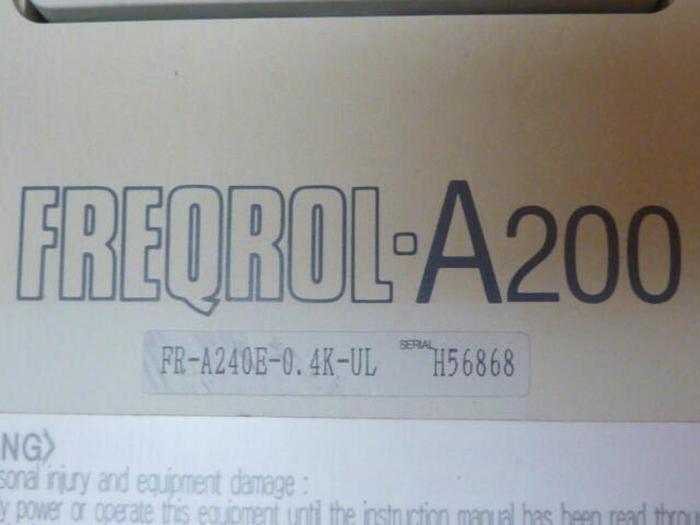 FREQROL-A200
FR-A240E-0.4K-UL SERIAL H56868
NG〉
sonal injury and equipment damage :
y power or operate this equipment until the instruction manual has been read throu